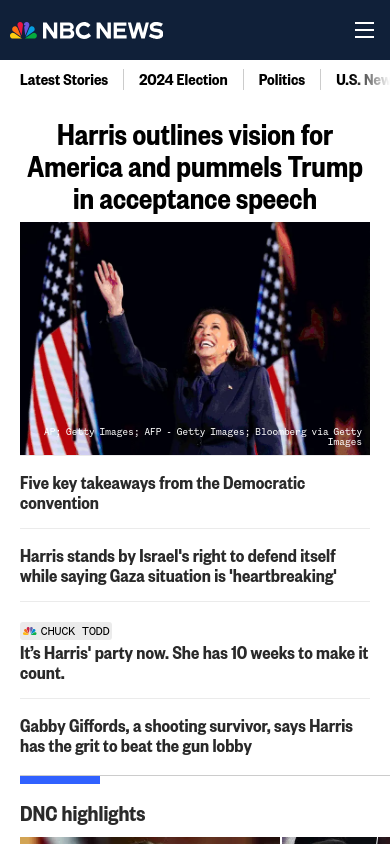 NBC NEWS
Latest Stories
2024 Election
Politics
U.S. New
Harris outlines vision for
America and pummels Trump
in acceptance speech
AP; Getty Images; AFP - Getty Images; Bloomberg via Getty
Images
Five key takeaways from the Democratic
convention
Harris stands by Israel's right to defend itself
while saying Gaza situation is 'heartbreaking'
CHUCK TODD
It’s Harris' party now. She has 10 weeks to make it
count.
Gabby Giffords, a shooting survivor, says Harris
has the grit to beat the gun lobby
DNC highlights